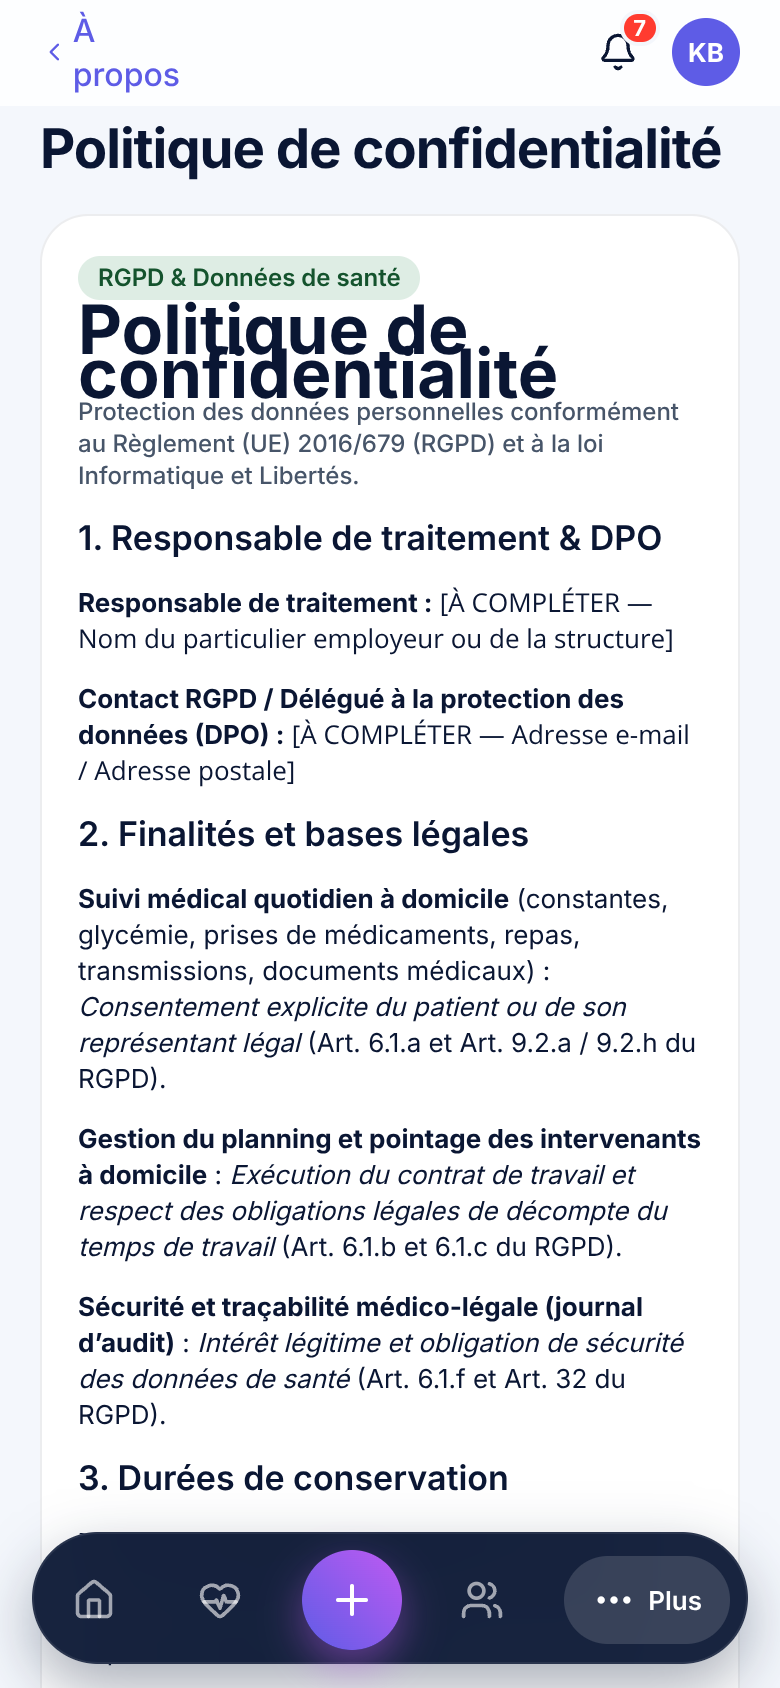 À
propos
7
KB
Politique de confidentialité
RGPD & Données de santé
Politique de
confidentialité
Protection des données personnelles conformément
au Règlement (UE) 2016/679 (RGPD) et à la loi
Informatique et Libertés.
1. Responsable de traitement & DPO
Responsable de traitement : [À COMPLÉTER —
Nom du particulier employeur ou de la structure]
Contact RGPD / Délégué à la protection des
données (DPO) : [À COMPLÉTER — Adresse e-mail
/ Adresse postale]
2. Finalités et bases légales
Suivi médical quotidien à domicile (constantes,
glycémie, prises de médicaments, repas,
transmissions, documents médicaux) :
Consentement explicite du patient ou de son
représentant légal (Art. 6.1.a et Art. 9.2.a / 9.2.h du
RGPD).
Gestion du planning et pointage des intervenants
à domicile : Exécution du contrat de travail et
respect des obligations légales de décompte du
temps de travail (Art. 6.1.b et 6.1.c du RGPD).
Sécurité et traçabilité médico-légale (journal
d’audit) : Intérêt légitime et obligation de sécurité
des données de santé (Art. 6.1.f et Art. 32 du
RGPD).
3. Durées de conservation
Plus